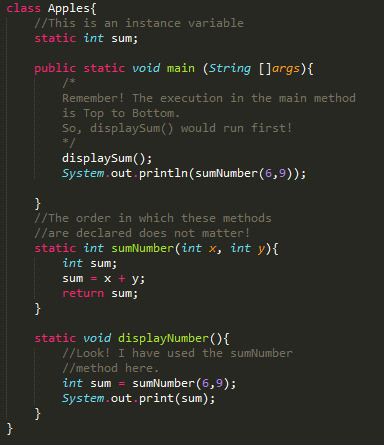 class Apples{
//This is an instance variable
static int sum;
public static void main (String []args){
/*
Remember! The execution in the main method
is Top to Bottom.
So, displaySum() would run first!
*/
displaySum();
System.out.println(sumNumber(6,9));
}
//The order in which these methods
//are declared does not matter!
static int sumNumber(int x, int y){
int sum;
sum = x + y;
return sum;
}
static void displayNumber(){
//Look! I have used the sumNumber
//method here.
int sum = sumNumber(6,9);
System.out.print(sum);
}
}